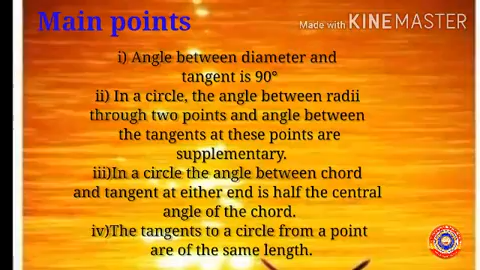 Main points
Made with KINEMASTER
i) Angle between diameter and
tangent is 90°
ii) In a circle, the angle between radii
through two points and angle between
the tangents at these points are
supplementary.
iii)In a circle the angle between chord
and tangent at either end is half the central
angle of the chord.
iv)The tangents to a circle from a point
are of the same length.